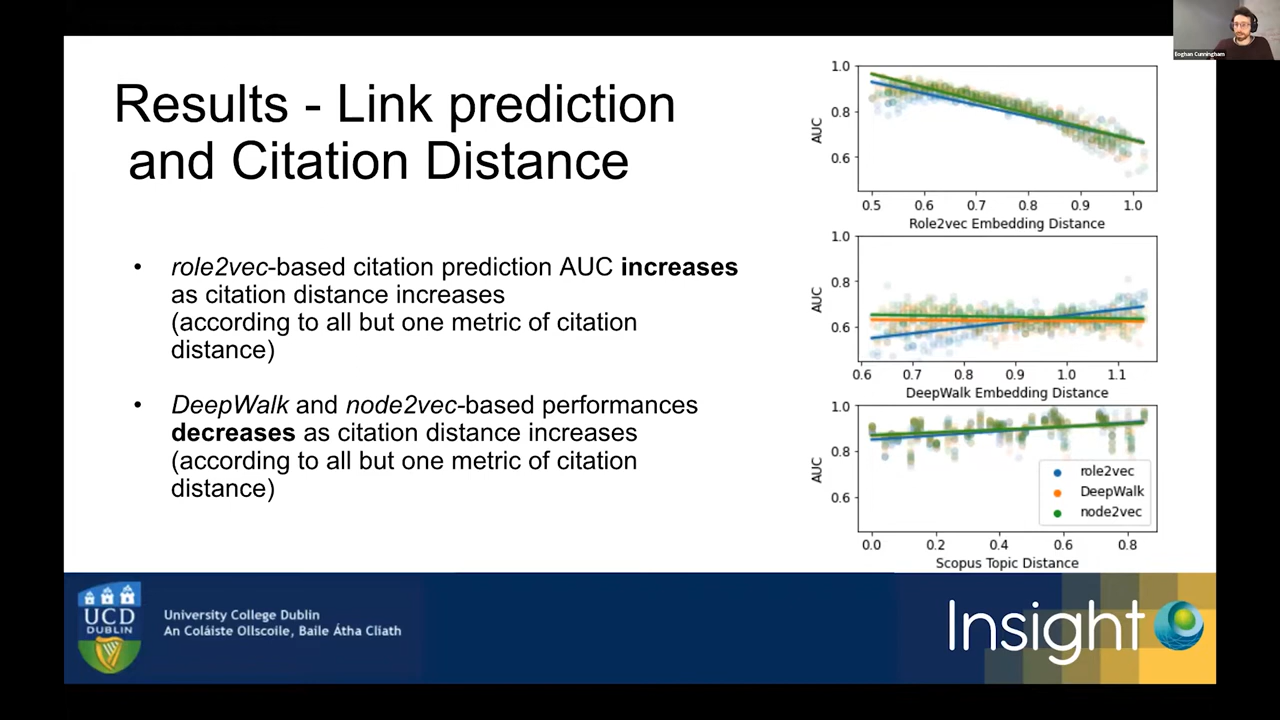 Eoghan Cunningham
Results - Link prediction
and Citation Distance
• role2vec-based citation prediction AUC increases
as citation distance increases
(according to all but one metric of citation
distance)
• DeepWalk and node2vec-based performances
decreases as citation distance increases
(according to all but one metric of citation
distance)
1.0
0.8
0.6
AUC
0.5 0.6 0.7 0.8 0.9 1.0
Role2vec Embedding Distance
1.0
0.8
0.6
AUC
0.6 0.7 0.8 0.9 1.0 1.1
DeepWalk Embedding Distance
1.0
0.8
0.6
AUC
role2vec
DeepWalk
node2vec
0.0 0.2 0.4 0.6 0.8
Scopus Topic Distance
UCD
DUBLIN
University College Dublin
An Coláiste Ollscoile, Baile Átha Cliath
Insight